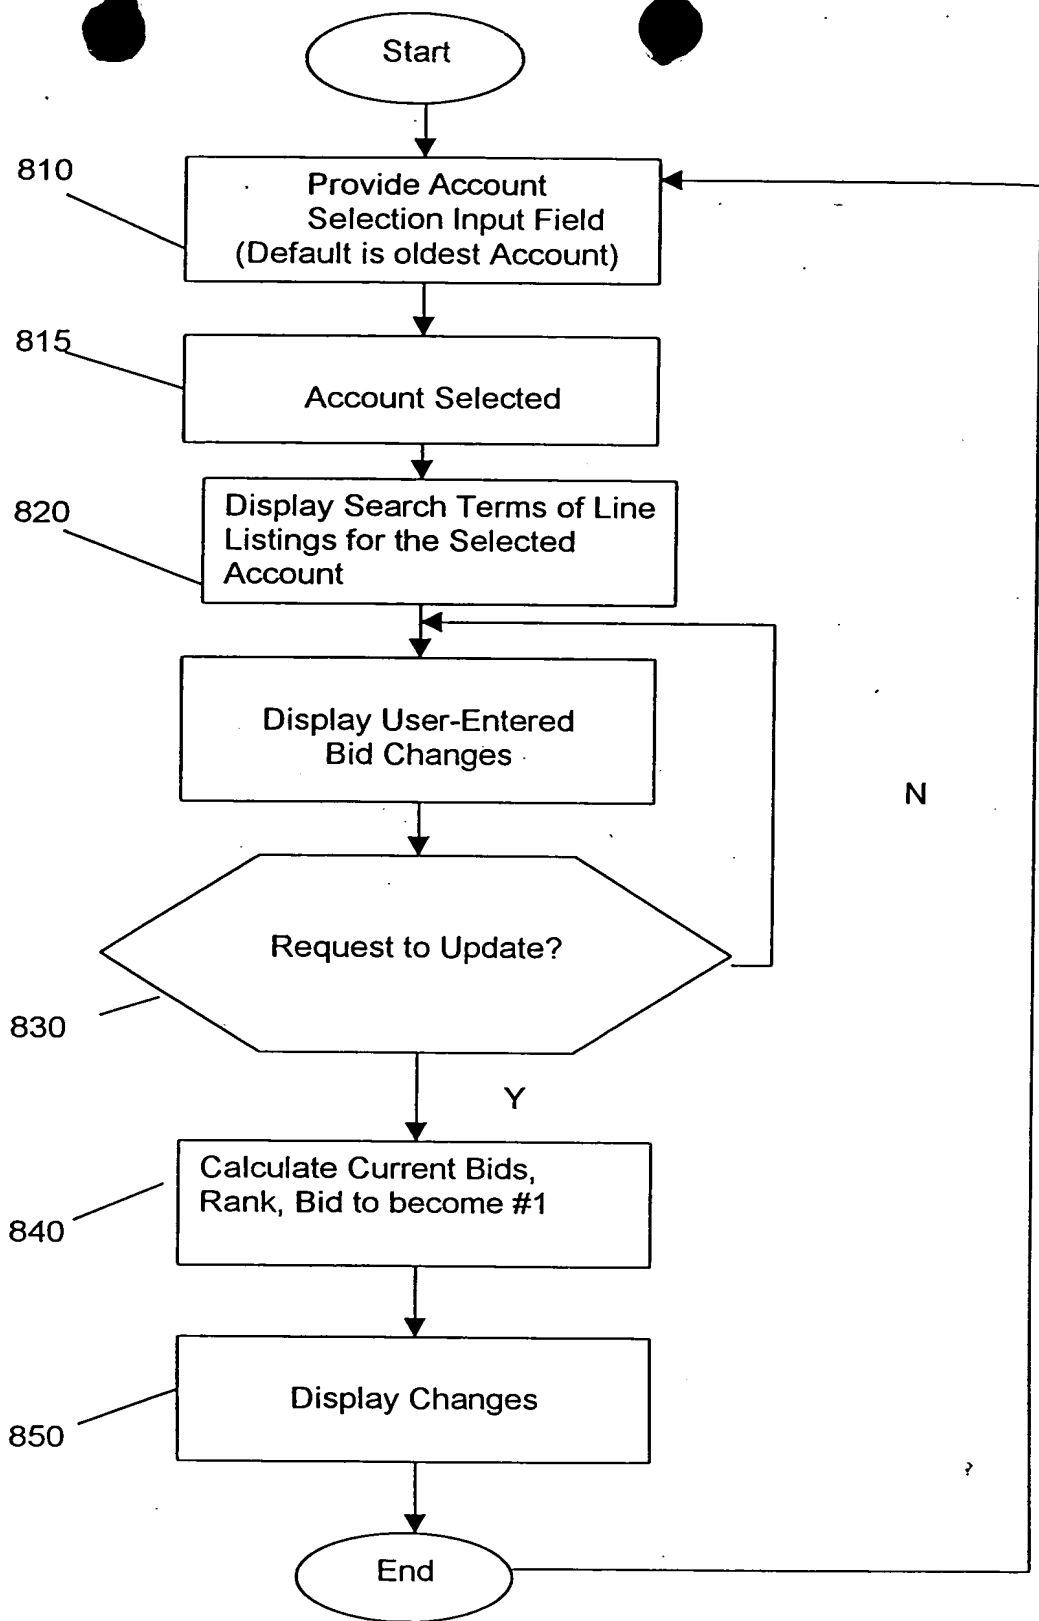 Start
810
Provide Account
Selection Input Field
(Default is oldest Account)
815
Account Selected
820
Display Search Terms of Line
Listings for the Selected
Account
Display User-Entered
Bid Changes
N
Request to Update?
830
Y
Calculate Current Bids,
Rank, Bid to become #1
840
Display Changes
850
End